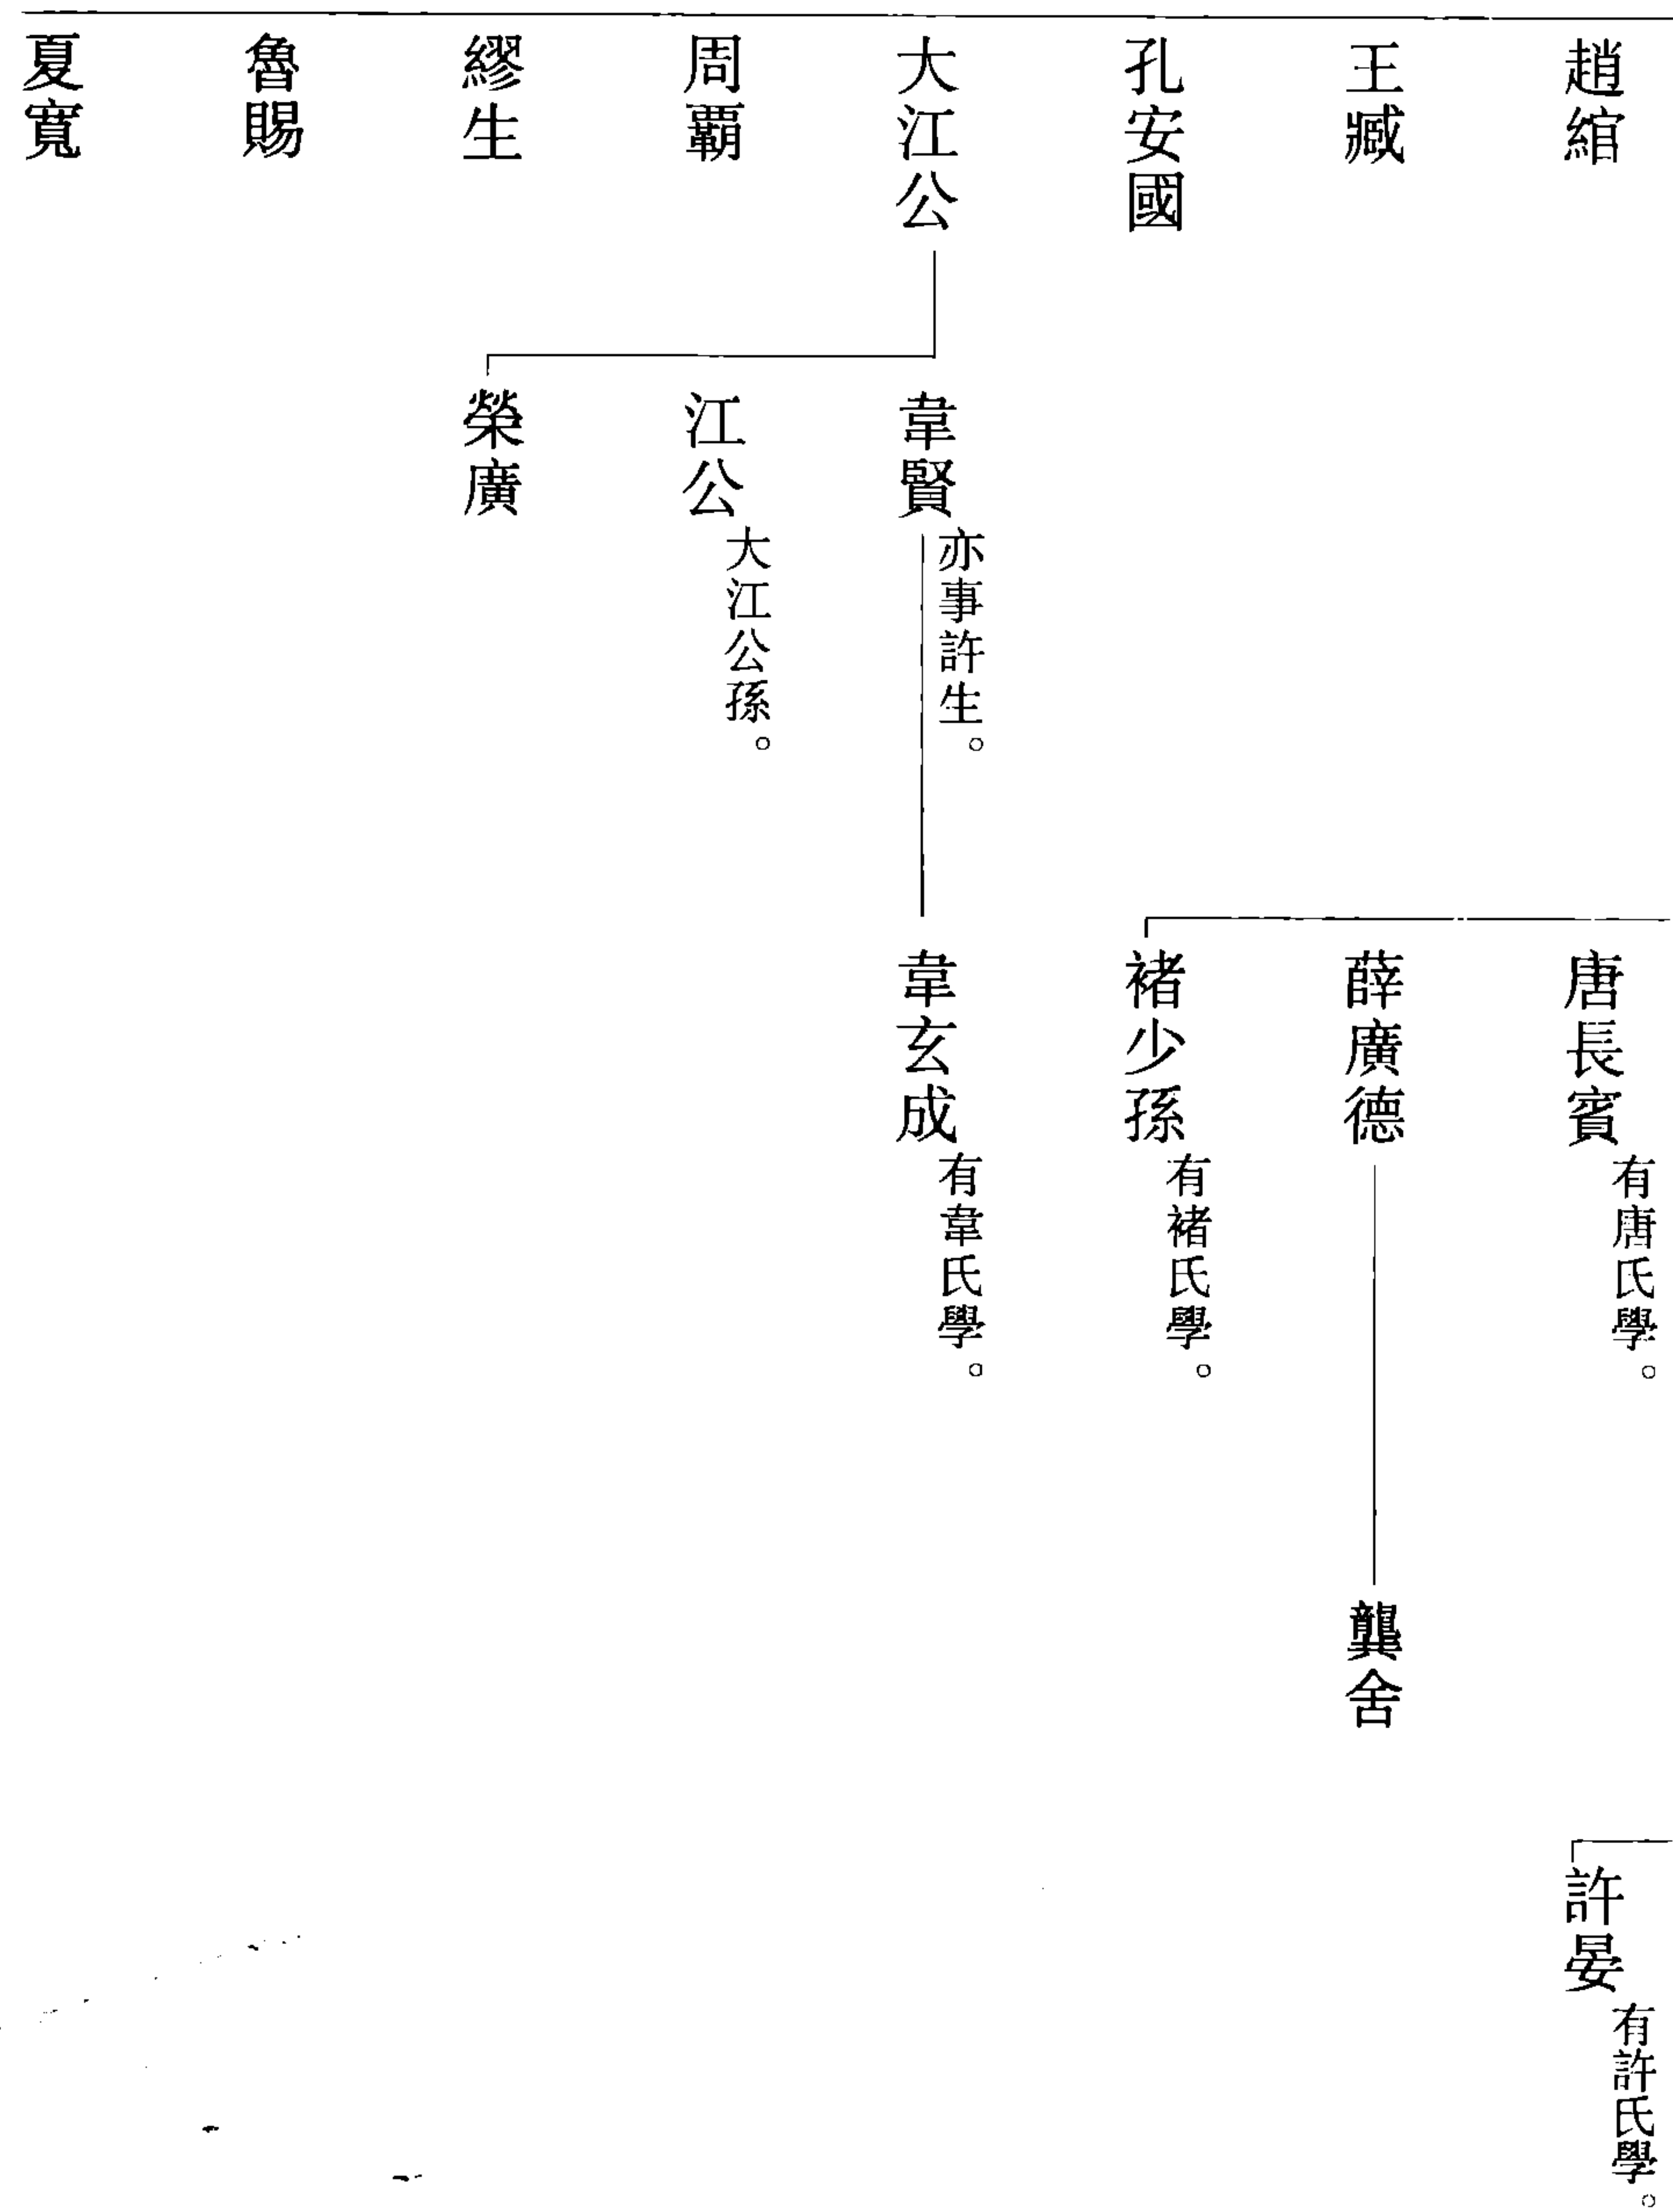 趙綰
唐長賓
有唐氏學。
許晏
有許氏學。
王臧
薛廣德
龔舍
孔安國
褚少孫
有褚氏學。
大江公
韋賢
亦事許生。
韋玄成
有韋氏學。
周霸
江公
大江公孫。
繆生
榮廣
魯賜
夏寬